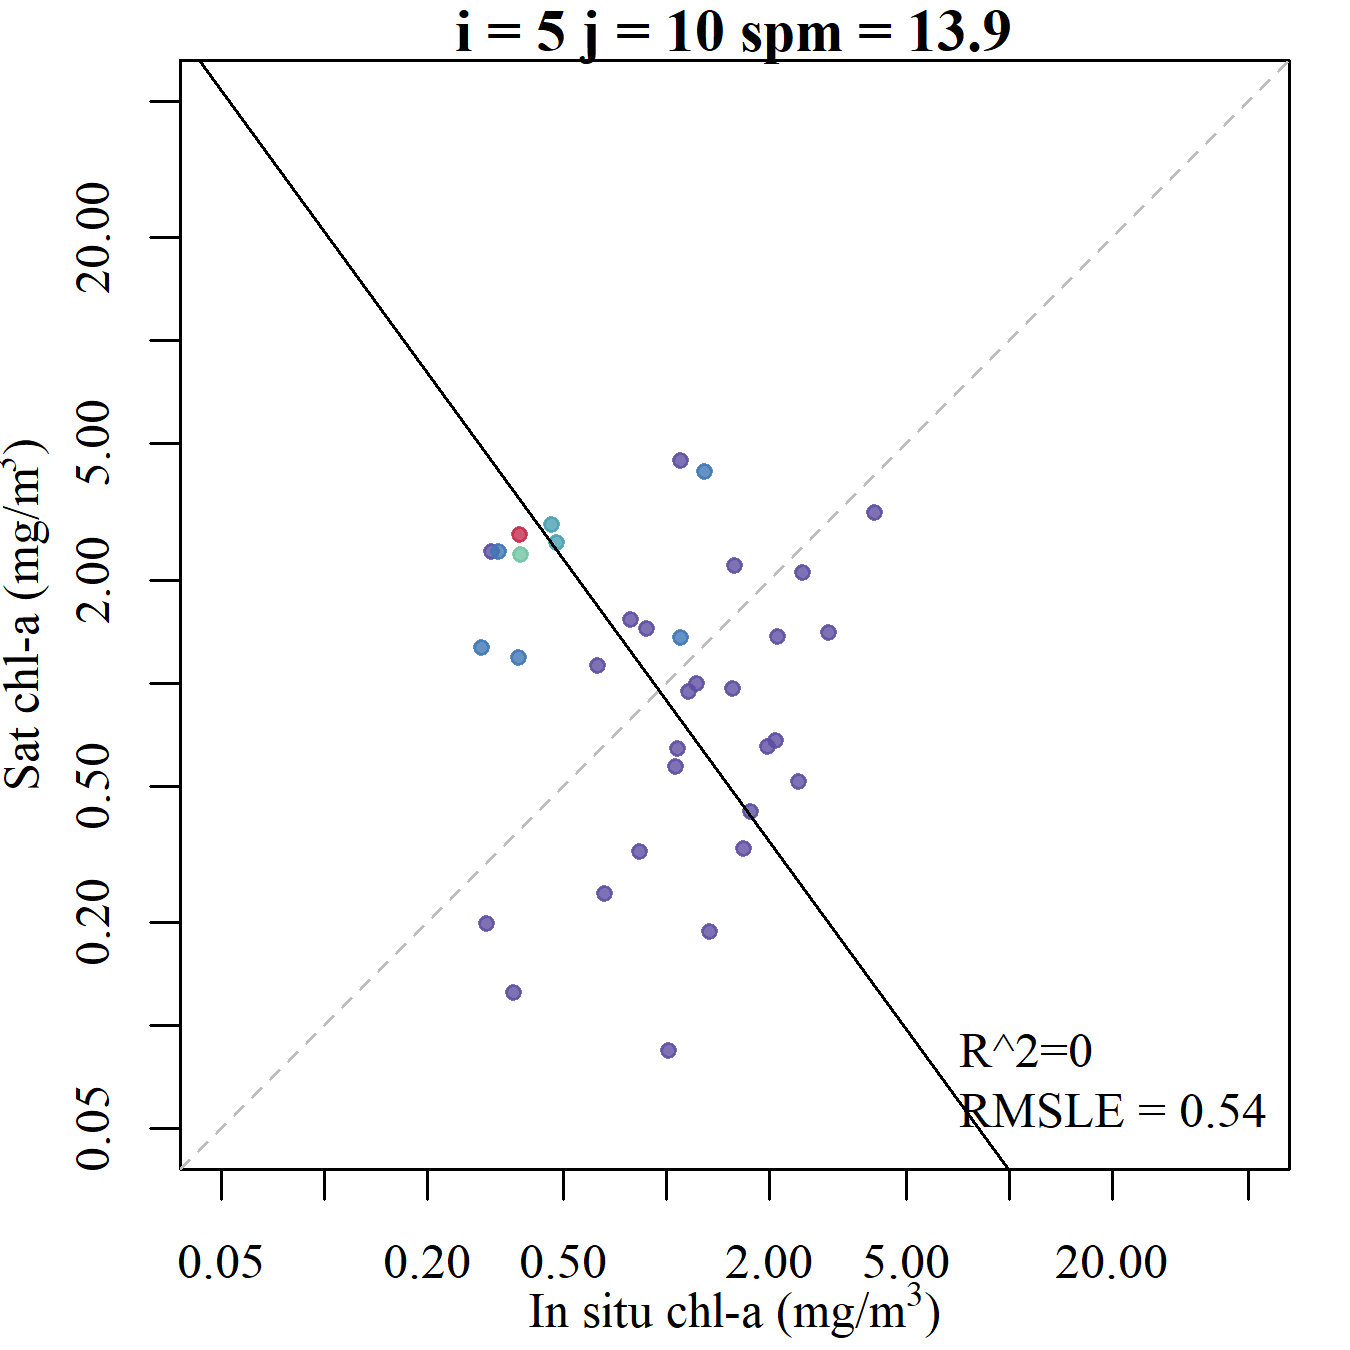 i = 5 j = 10 spm = 13.9
Sat chl-a (mg/m³)
20.00
5.00
2.00
0.50
0.20
0.05
R^2=0
RMSLE = 0.54
0.05 0.20 0.50 2.00 5.00 20.00
In situ chl-a (mg/m³)